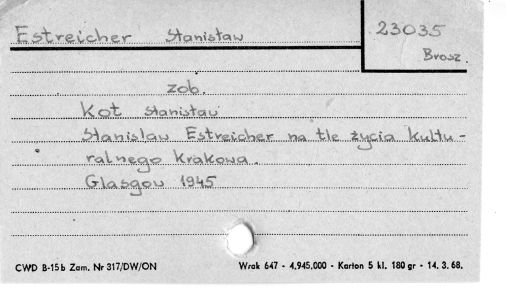 Estreicher Stanisław
23035
Brosz.
zob.
Kot Stanisław
Stanisław Estreicher na tle życia kultu-
ralnego Krakowa.
Glasgow 1945
CWD B-15b Zam. Nr 317/DW/ON
Wrak 647 - 4.945.000 - Karton 5 kl. 180 gr - 14. 3. 68.